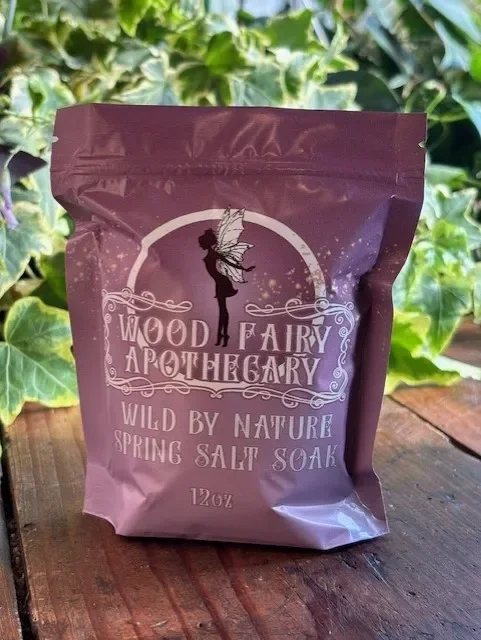 WOOD FAIRY
APOTHECARY
WILD BY NATURE
SPRING SALT SOAK
12oz